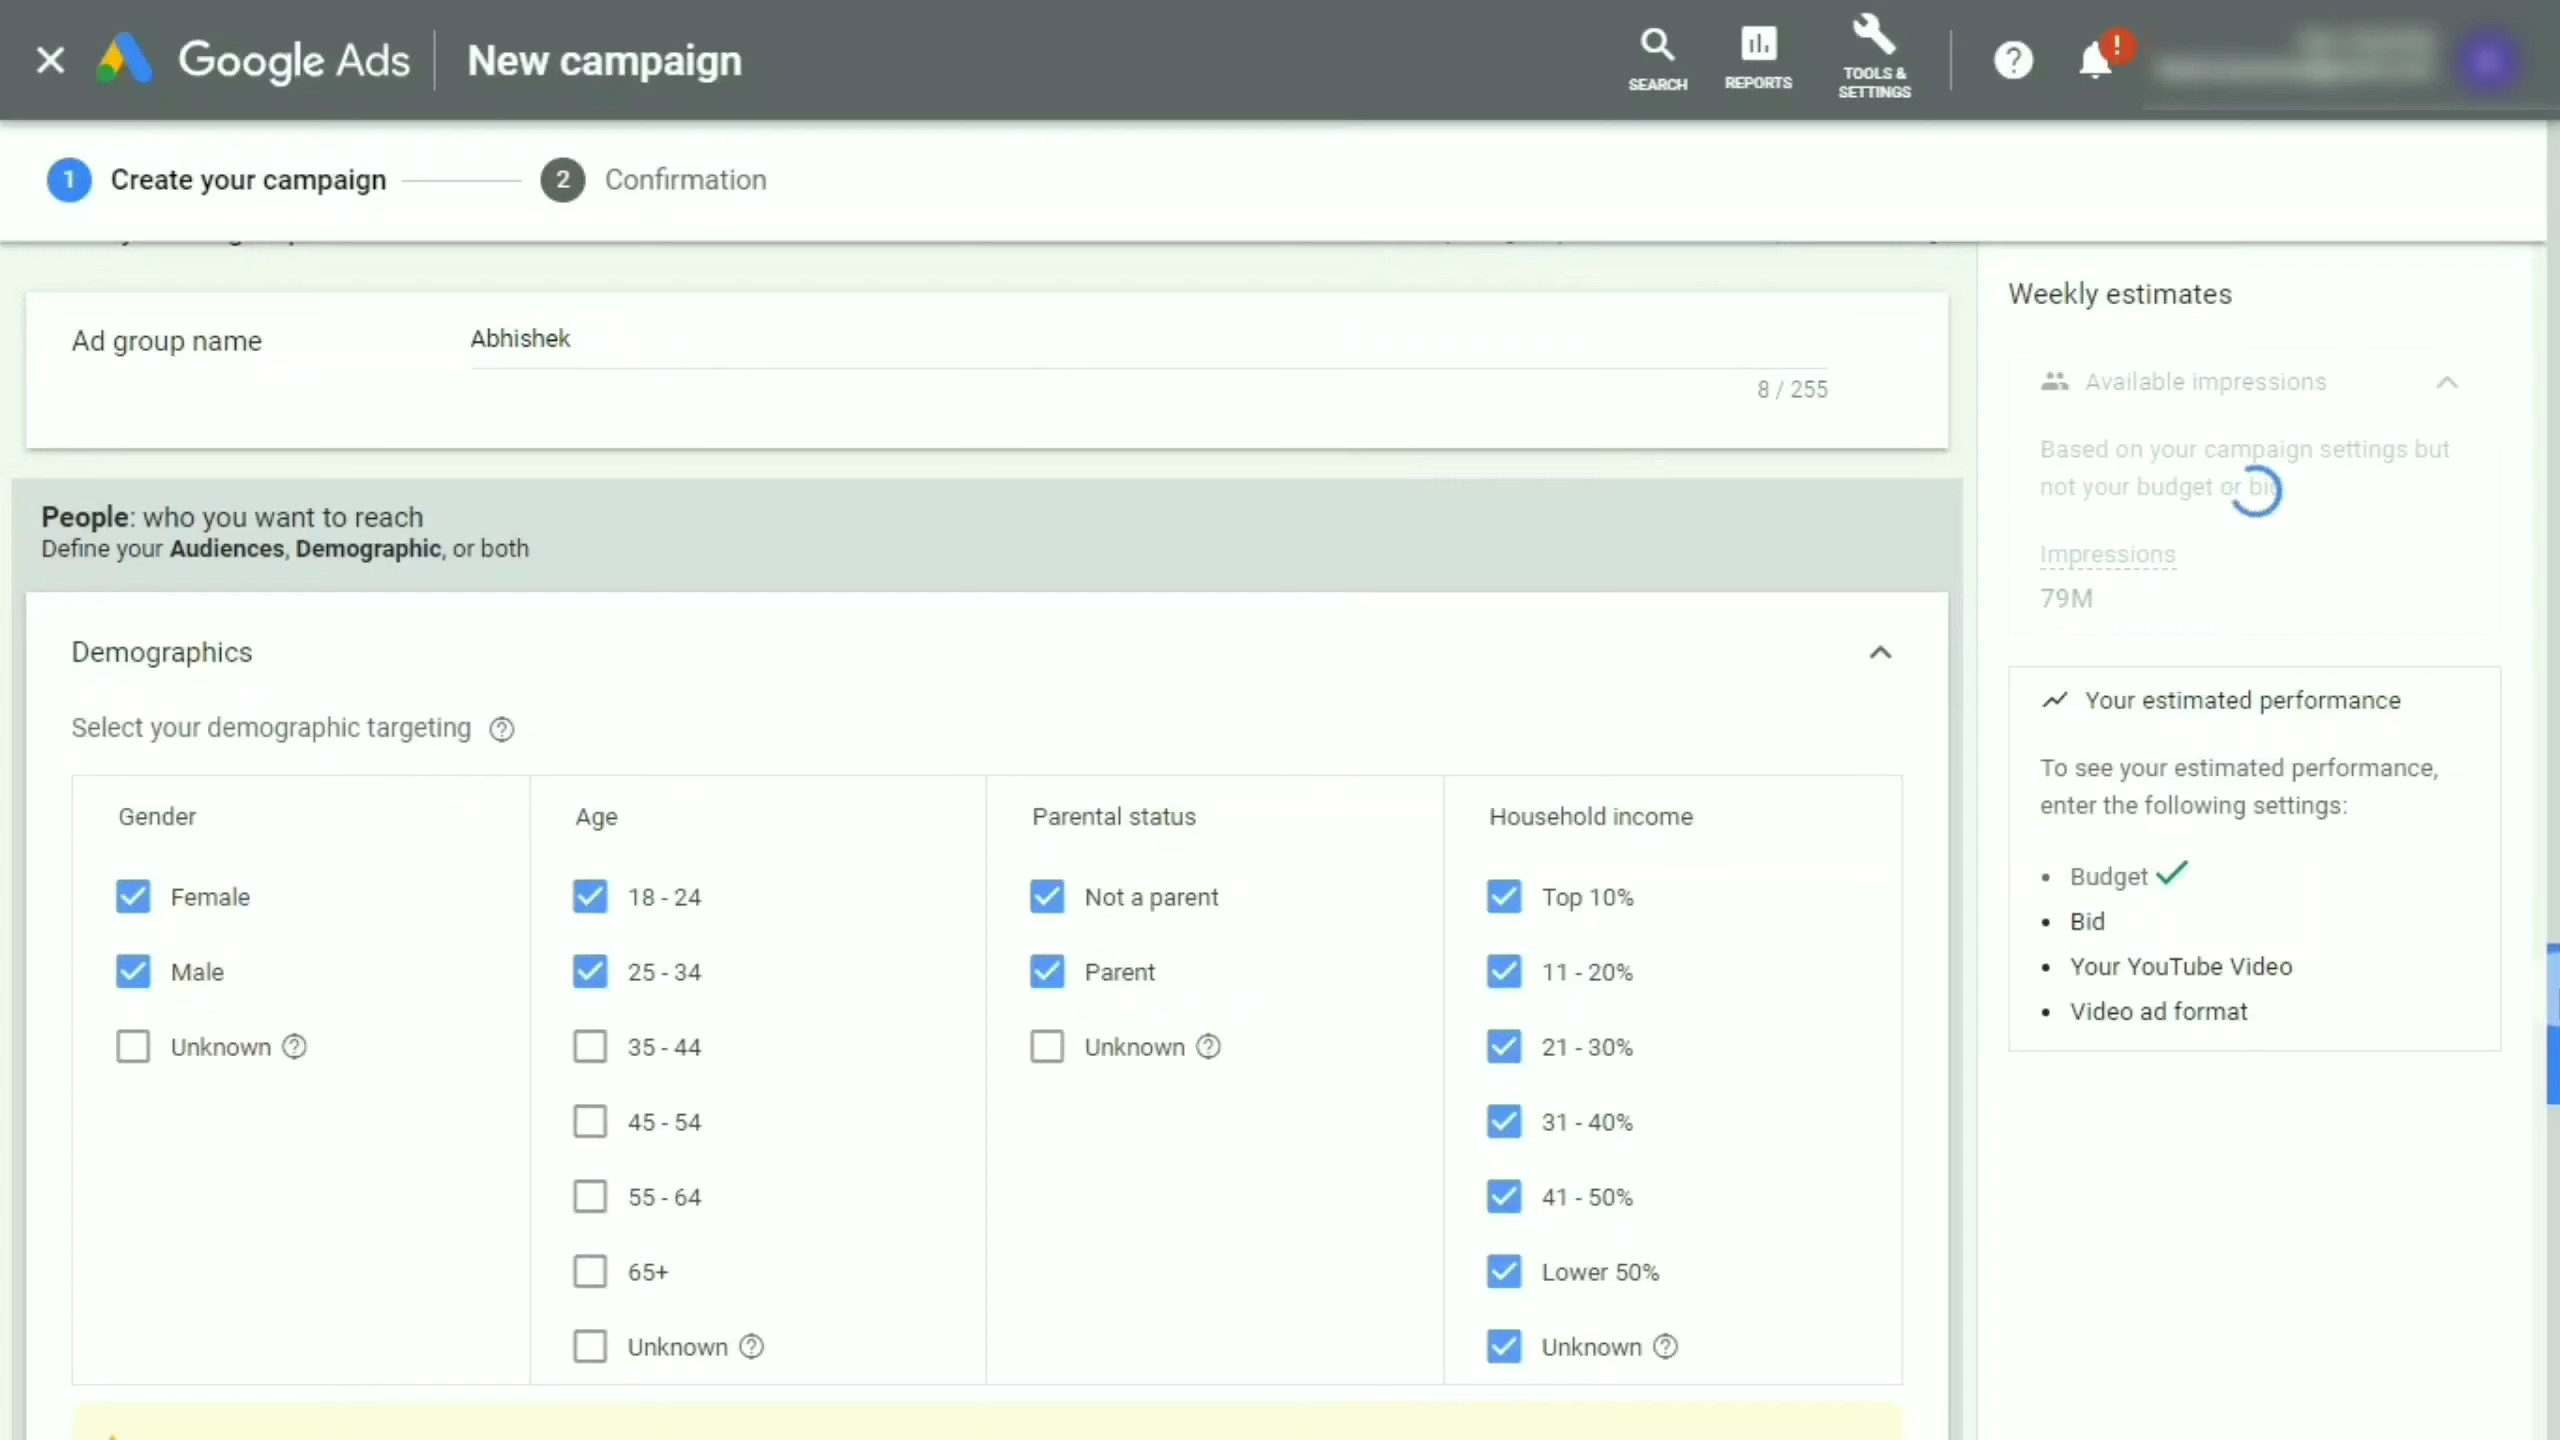 Google Ads
New campaign
SEARCH
REPORTS
TOOLS &
SETTINGS
1 Create your campaign
2 Confirmation
Ad group name
Abhishek
8 / 255
People: who you want to reach
Define your Audiences, Demographic, or both
Demographics
Select your demographic targeting
Gender
Female
Male
Unknown
Age
18 - 24
25 - 34
35 - 44
45 - 54
55 - 64
65+
Unknown
Parental status
Not a parent
Parent
Unknown
Household income
Top 10%
11 - 20%
21 - 30%
31 - 40%
41 - 50%
Lower 50%
Unknown
Weekly estimates
Available impressions
Based on your campaign settings but
not your budget or
Impressions
79M
Your estimated performance
To see your estimated performance,
enter the following settings:
Budget
Bid
Your YouTube Video
Video ad format